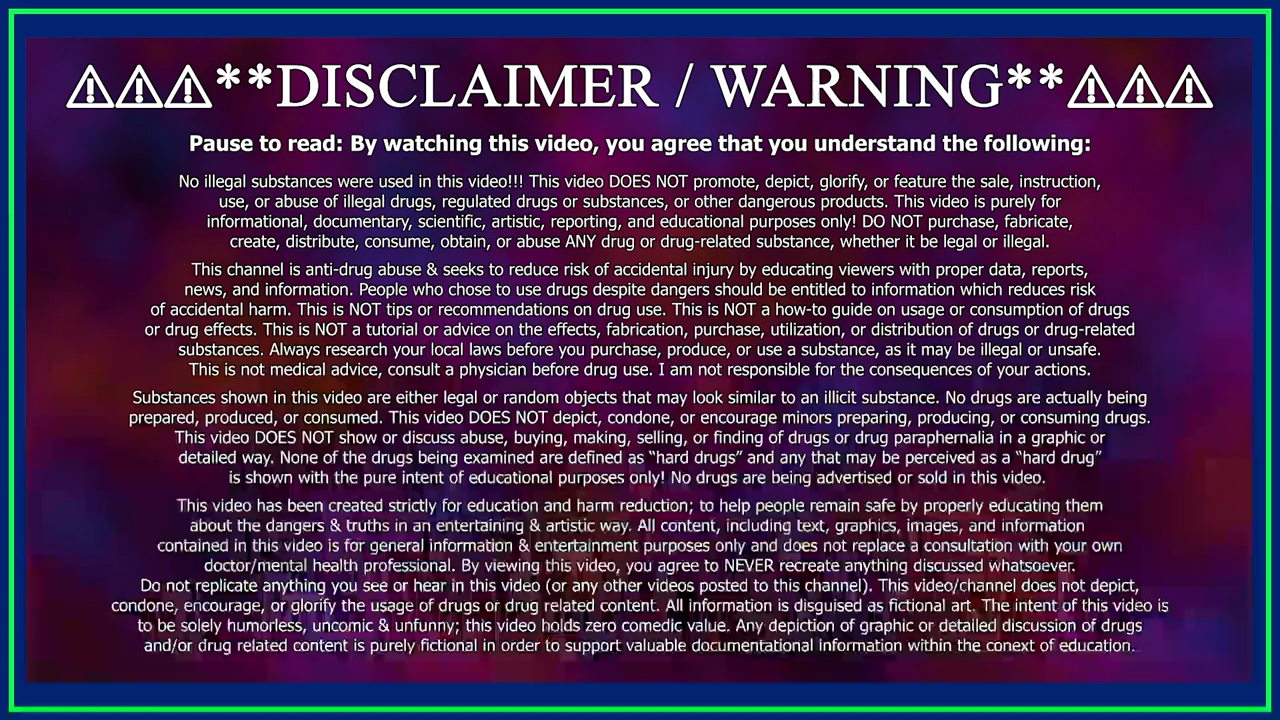 ⚠⚠⚠**DISCLAIMER / WARNING**⚠⚠⚠
Pause to read: By watching this video, you agree that you understand the following:
No illegal substances were used in this video!!! This video DOES NOT promote, depict, glorify, or feature the sale, instruction,
use, or abuse of illegal drugs, regulated drugs or substances, or other dangerous products. This video is purely for
informational, documentary, scientific, artistic, reporting, and educational purposes only! DO NOT purchase, fabricate,
create, distribute, consume, obtain, or abuse ANY drug or drug-related substance, whether it be legal or illegal.
This channel is anti-drug abuse & seeks to reduce risk of accidental injury by educating viewers with proper data, reports,
news, and information. People who chose to use drugs despite dangers should be entitled to information which reduces risk
of accidental harm. This is NOT tips or recommendations on drug use. This is NOT a how-to guide on usage or consumption of drugs
or drug effects. This is NOT a tutorial or advice on the effects, fabrication, purchase, utilization, or distribution of drugs or drug-related
substances. Always research your local laws before you purchase, produce, or use a substance, as it may be illegal or unsafe.
This is not medical advice, consult a physician before drug use. I am not responsible for the consequences of your actions.
Substances shown in this video are either legal or random objects that may look similar to an illicit substance. No drugs are actually being
prepared, produced, or consumed. This video DOES NOT depict, condone, or encourage minors preparing, producing, or consuming drugs.
This video DOES NOT show or discuss abuse, buying, making, selling, or finding of drugs or drug paraphernalia in a graphic or
detailed way. None of the drugs being examined are defined as “hard drugs” and any that may be perceived as a “hard drug”
is shown with the pure intent of educational purposes only! No drugs are being advertised or sold in this video.
This video has been created strictly for education and harm reduction; to help people remain safe by properly educating them
about the dangers & truths in an entertaining & artistic way. All content, including text, graphics, images, and information
contained in this video is for general information & entertainment purposes only and does not replace a consultation with your own
doctor/mental health professional. By viewing this video, you agree to NEVER recreate anything discussed whatsoever.
Do not replicate anything you see or hear in this video (or any other videos posted to this channel). This video/channel does not depict,
condone, encourage, or glorify the usage of drugs or drug related content. All information is disguised as fictional art. The intent of this video is
to be solely humorless, uncomic & unfunny; this video holds zero comedic value. Any depiction of graphic or detailed discussion of drugs
and/or drug related content is purely fictional in order to support valuable documentational information within the conext of education.